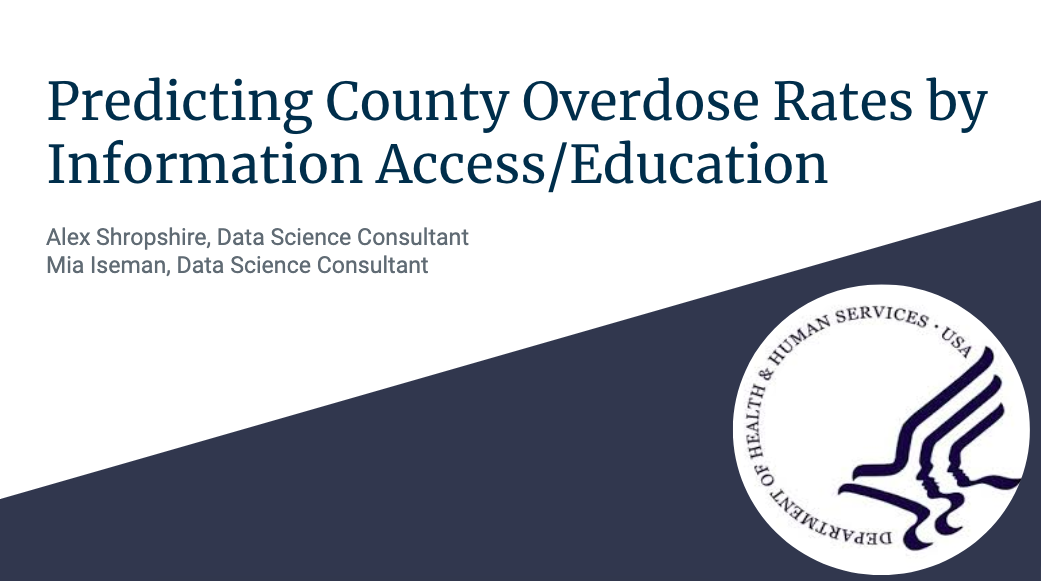 Predicting County Overdose Rates by
Information Access/Education
Alex Shropshire, Data Science Consultant
Mia Iseman, Data Science Consultant
DEPARTMENT OF HEALTH & HUMAN SERVICES · USA